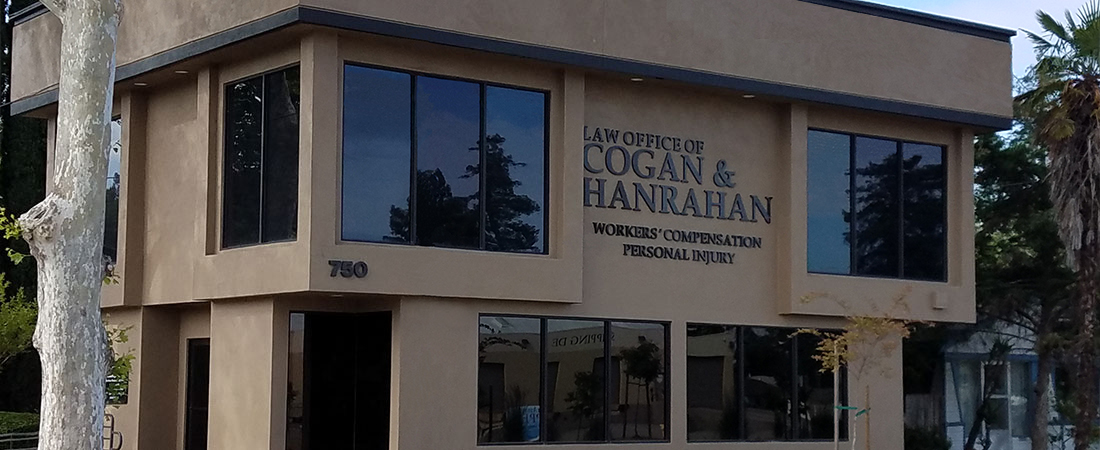 LAW OFFICE OF
COGAN &
HANRAHAN
WORKERS' COMPENSATION
PERSONAL INJURY
750